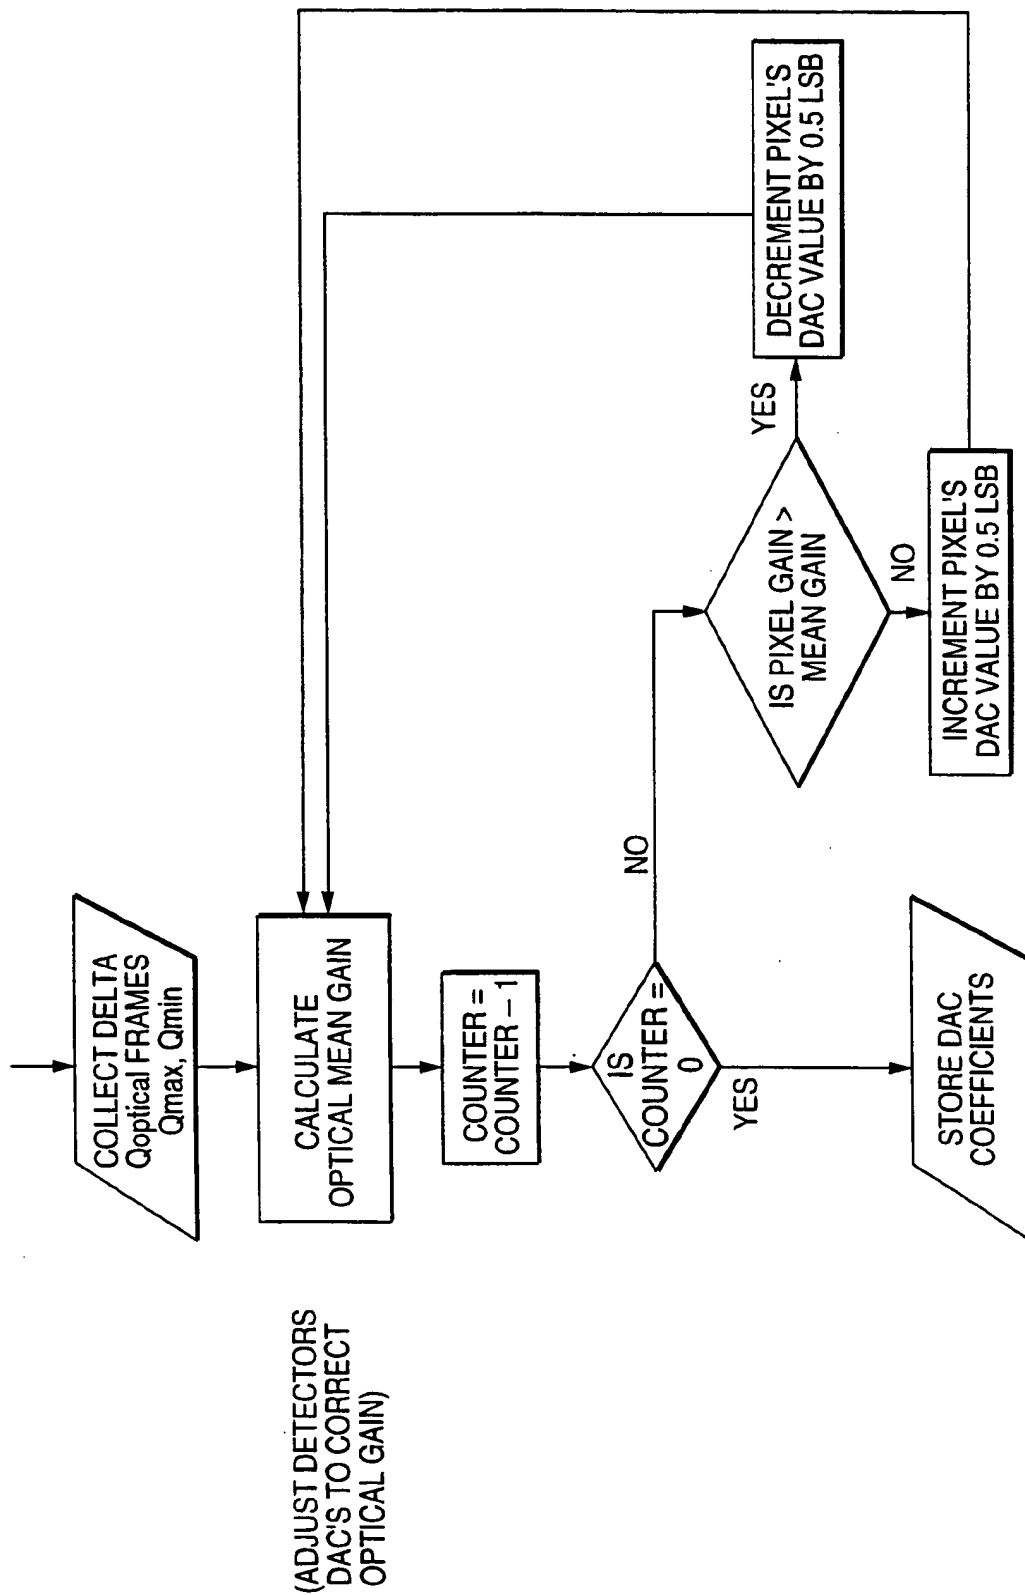 COLLECT DELTA
Qoptical FRAMES
Qmax, Qmin
(ADJUST DETECTORS
DAC'S TO CORRECT
OPTICAL GAIN)
CALCULATE
OPTICAL MEAN GAIN
COUNTER =
COUNTER – 1
IS
COUNTER =
0
NO
YES
IS PIXEL GAIN >
MEAN GAIN
YES
DECREMENT PIXEL'S
DAC VALUE BY 0.5 LSB
NO
INCREMENT PIXEL'S
DAC VALUE BY 0.5 LSB
STORE DAC
COEFFICIENTS